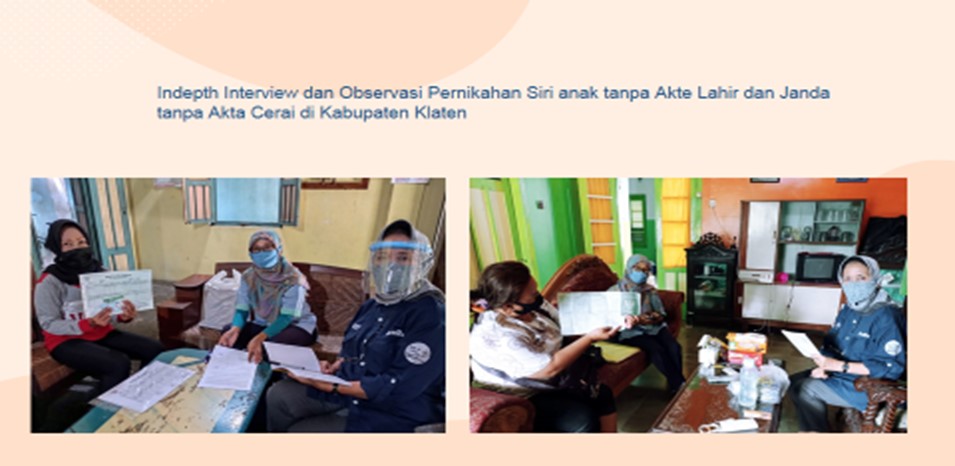 Indepth Interview dan Observasi Pernikahan Siri anak tanpa Akte Lahir dan Janda
tanpa Akta Cerai di Kabupaten Klaten